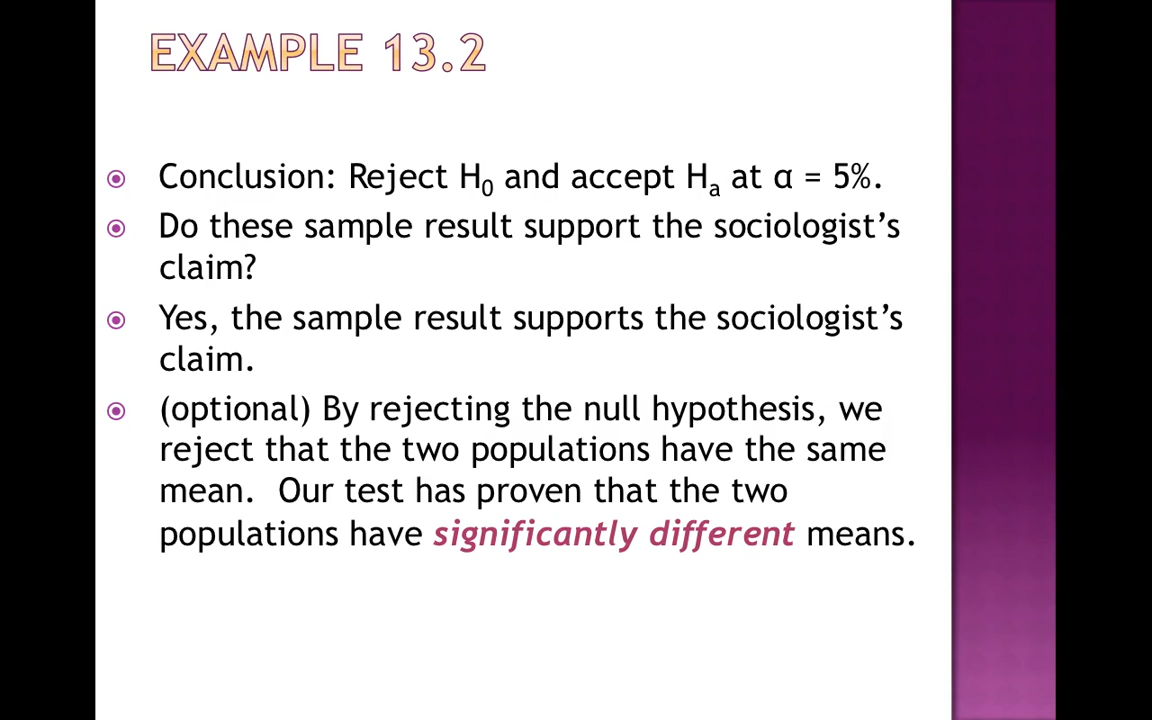 EXAMPLE 13.2
Conclusion: Reject H₀ and accept Hₐ at α = 5%.
Do these sample result support the sociologist’s
claim?
Yes, the sample result supports the sociologist’s
claim.
(optional) By rejecting the null hypothesis, we
reject that the two populations have the same
mean.  Our test has proven that the two
populations have significantly different means.